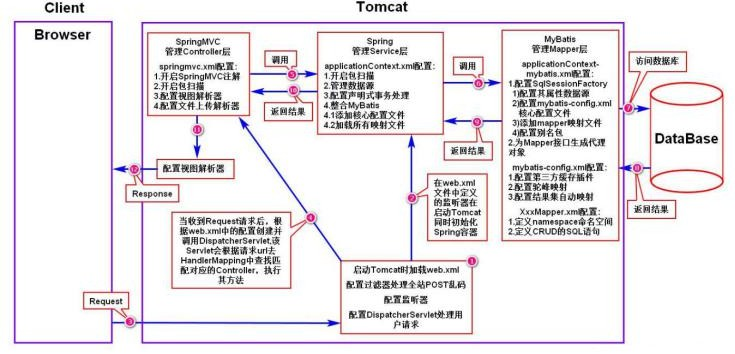 Client
Tomcat
Browser
SpringMVC
管理Controller层
springmvc.xml配置:
1.开启SpringMVC注解
2.开启包扫描
3.配置视图解析器
4.配置文件上传解析器
调用
5
10
返回结果
Spring
管理Service层
applicationContext.xml配置:
1.开启包扫描
2.管理数据源
3.配置声明式事务处理
4.整合MyBatis
4.1添加核心配置文件
4.2加载所有映射文件
调用
6
9
返回结果
MyBatis
管理Mapper层
applicationContext-
mybatis.xml配置:
1.配置SqlSessionFactory
1)配置其属性数据源
2)配置mybatis-config.xml
核心配置文件
3)添加mapper映射文件
4)配置别名包
2.为Mapper接口生成代理
对象
mybatis-config.xml配置:
1.配置第三方缓存插件
2.配置驼峰映射
3.配置结果集自动映射
XxxMapper.xml配置:
1.定义namespace命名空间
2.定义CRUD的SQL语句
访问数据库
7
DataBase
8
返回结果
11
12
配置视图解析器
Response
当收到Request请求后，根
据web.xml中的配置创建并
调用DispatcherServlet,该
Servlet会根据请求url去
HandlerMapping中查找匹
配对应的Controller，执行
其方法
4
2
在web.xml
文件中定义
的监听器在
启动Tomcat
同时初始化
Spring容器
1
启动Tomcat时加载web.xml
配置过滤器处理全站POST乱码
配置监听器
配置DispatcherServlet处理用
户请求
Request
3